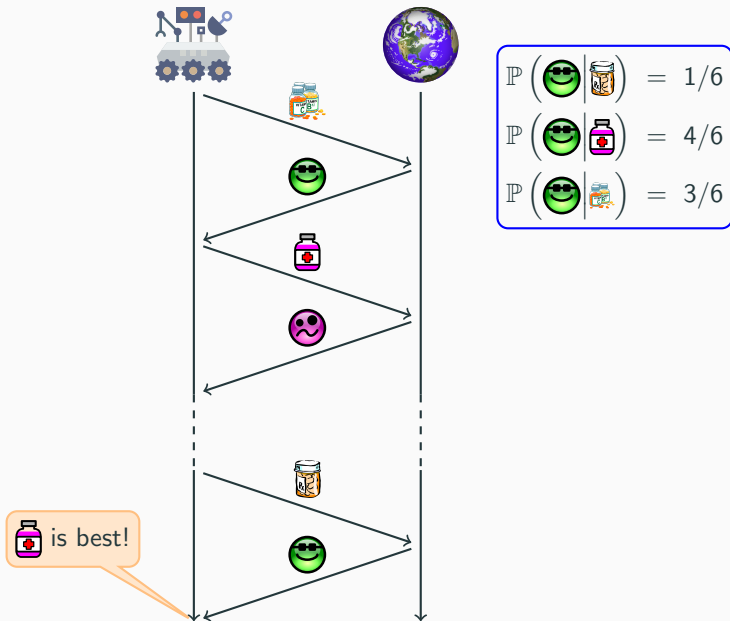 ℙ( | ) = 1/6
ℙ( | ) = 4/6
ℙ( | ) = 3/6
is best!